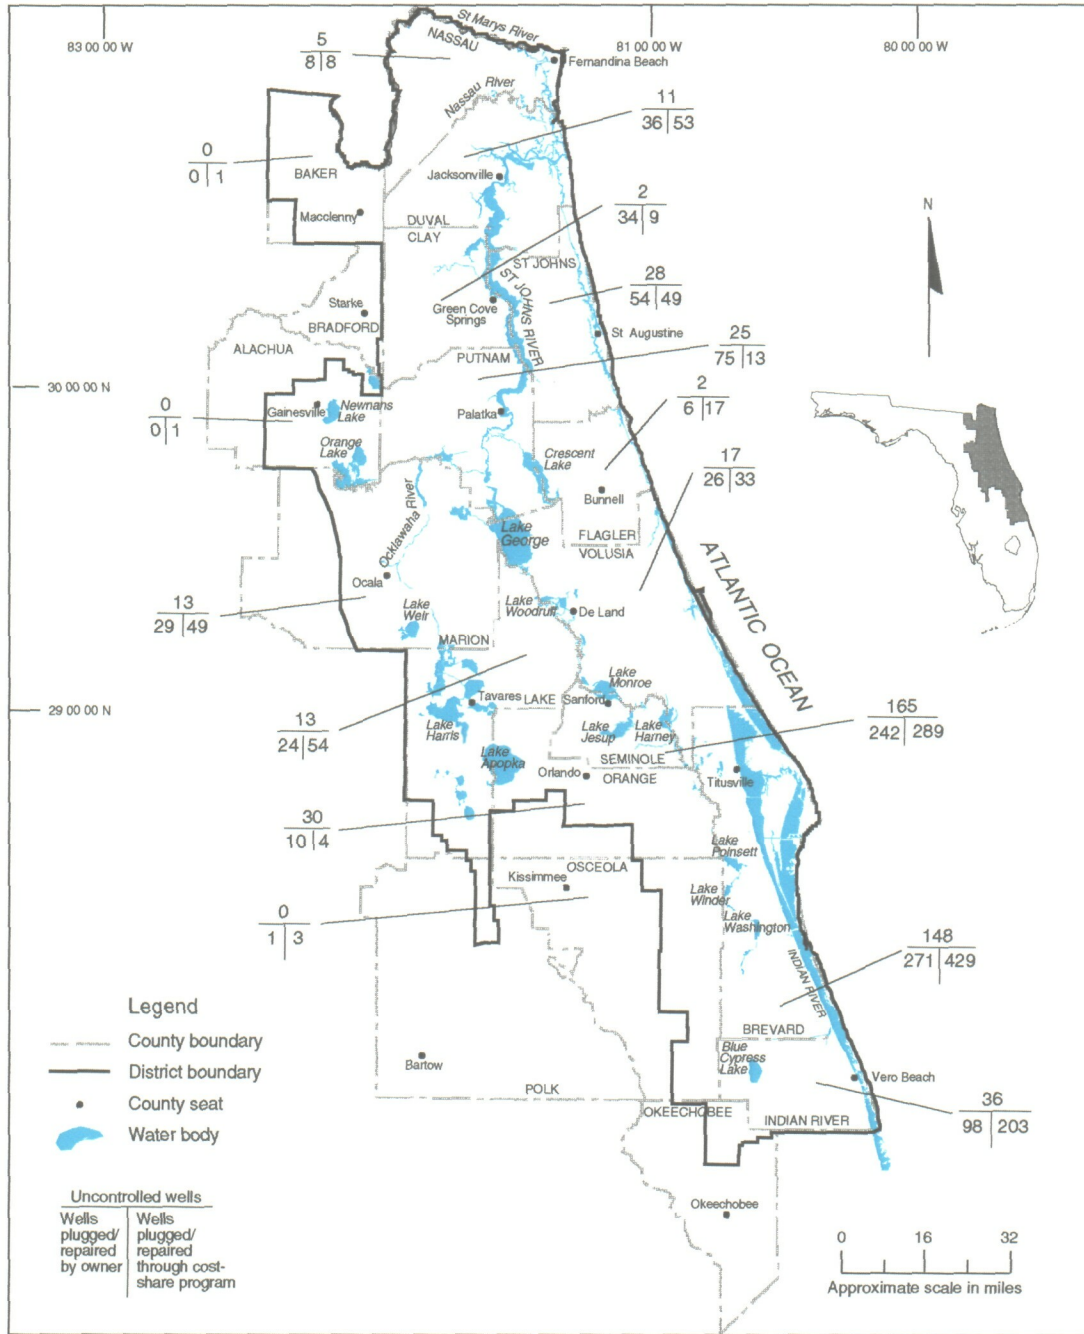 83 00 00 W
81 00 00 W
80 00 00 W
St Marys River
NASSAU
5
8|8
Fernandina Beach
Nassau River
11
36|53
0
0|1
BAKER
Jacksonville
Macclenny
DUVAL
CLAY
2
34|9
N
ST JOHNS
ST JOHNS RIVER
28
54|49
Starke
BRADFORD
Green Cove
Springs
St Augustine
ALACHUA
PUTNAM
25
75|13
30 00 00 N
0
0|1
Gainesville
Newnans
Lake
Palatka
2
6|17
Orange
Lake
Crescent
Lake
17
26|33
Ocklawaha River
Bunnell
Lake
George
FLAGLER
VOLUSIA
ATLANTIC OCEAN
Ocala
13
29|49
Lake
Weir
Lake
Woodruff
De Land
MARION
29 00 00 N
Lake
Monroe
Tavares
LAKE
Sanford
13
24|54
Lake
Harris
Lake
Jesup
Lake
Harney
165
242|289
Lake
Apopka
SEMINOLE
Orlando
ORANGE
Titusville
30
10|4
Lake
Poinsett
OSCEOLA
Kissimmee
Lake
Winder
0
1|3
Lake
Washington
148
271|429
INDIAN RIVER
Legend
County boundary
District boundary
County seat
Water body
BREVARD
Blue
Cypress
Lake
Bartow
Vero Beach
POLK
OKEECHOBEE
INDIAN RIVER
36
98|203
Uncontrolled wells
Wells
plugged/
repaired
by owner
Wells
plugged/
repaired
through cost-
share program
Okeechobee
0
16
32
Approximate scale in miles